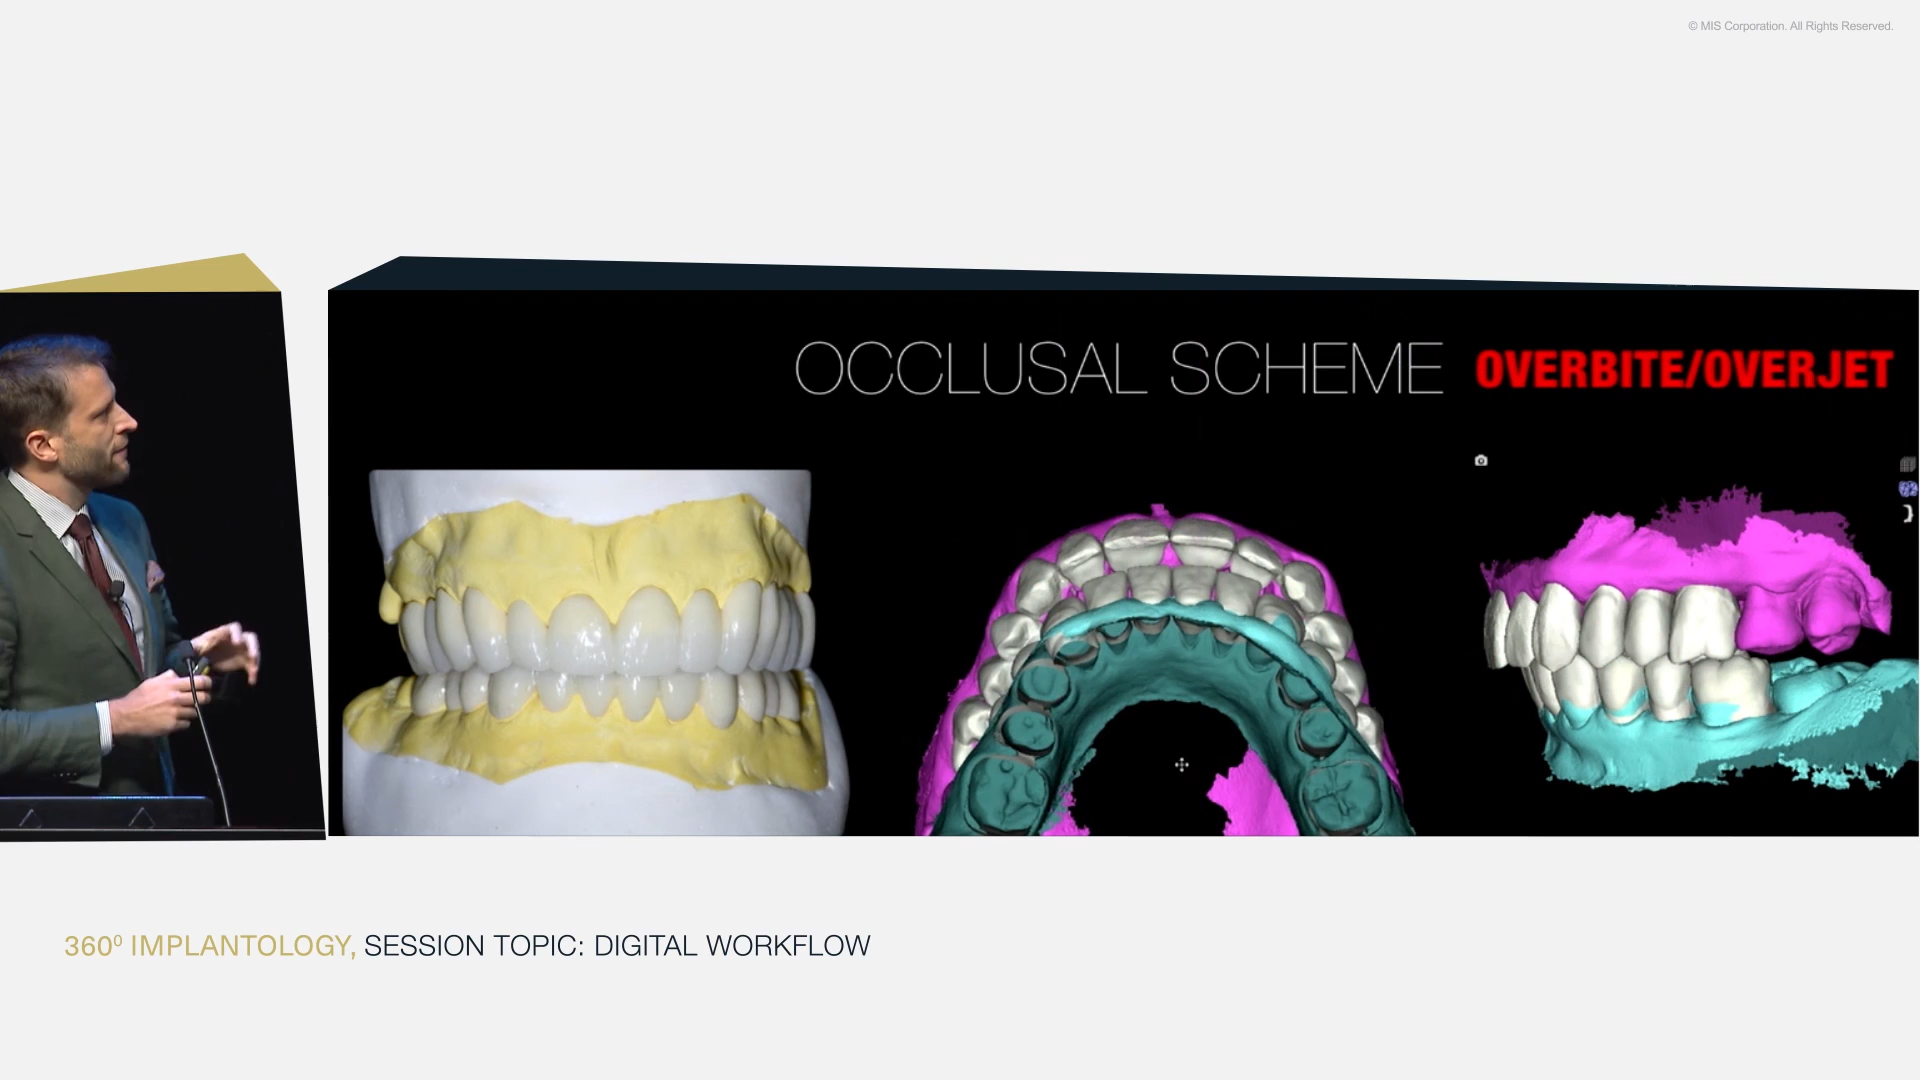 © MIS Corporation. All Rights Reserved.
OCCLUSAL SCHEME OVERBITE/OVERJET
360⁰ IMPLANTOLOGY, SESSION TOPIC: DIGITAL WORKFLOW